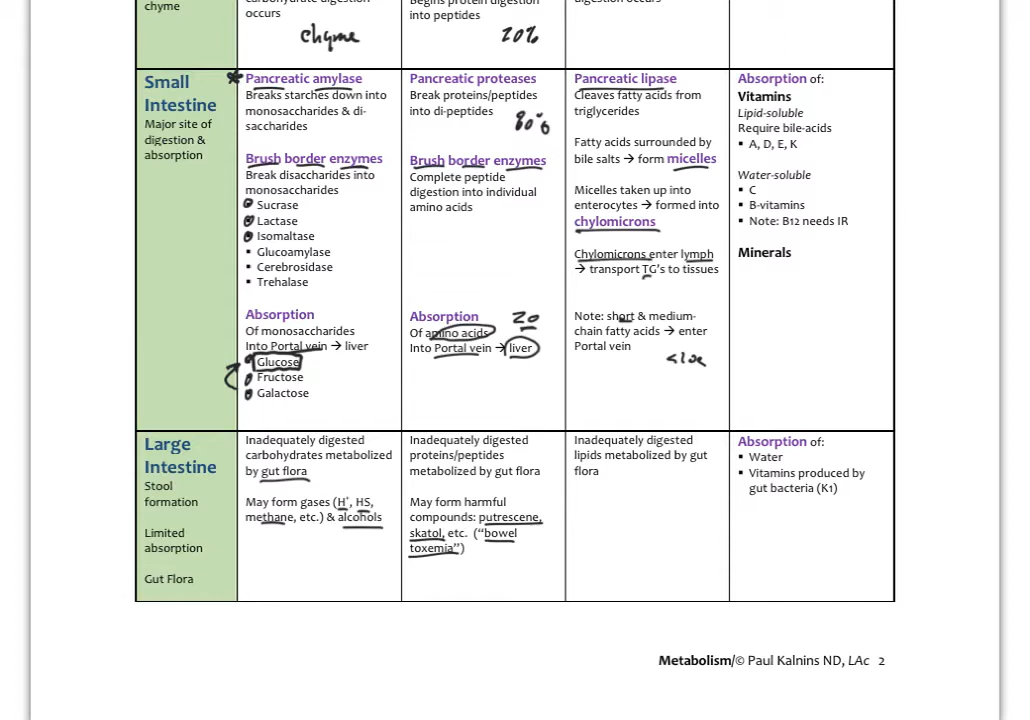 chyme
carbohydrate digestion
occurs
chyme
Begins protein digestion
into peptides
20%
digestion occurs
Small
Intestine
Major site of
digestion &
absorption
Pancreatic amylase
Breaks starches down into
monosaccharides & di-
saccharides
Brush border enzymes
Break disaccharides into
monosaccharides
Sucrase
Lactase
Isomaltase
▪ Glucoamylase
▪ Cerebrosidase
▪ Trehalase
Absorption
Of monosaccharides
Into Portal vein → liver
Glucose
Fructose
Galactose
Pancreatic proteases
Break proteins/peptides
into di-peptides
80%
Brush border enzymes
Complete peptide
digestion into individual
amino acids
Absorption
20
Of amino acids
Into Portal vein → liver
Pancreatic lipase
Cleaves fatty acids from
triglycerides
Fatty acids surrounded by
bile salts → form micelles
Micelles taken up into
enterocytes → formed into
chylomicrons
Chylomicrons enter lymph
→ transport TG's to tissues
Note: short & medium-
chain fatty acids → enter
Portal vein
Absorption of:
Vitamins
Lipid-soluble
Require bile-acids
▪ A, D, E, K
Water-soluble
▪ C
▪ B-vitamins
▪ Note: B12 needs IR
Minerals
Large
Intestine
Stool
formation
Limited
absorption
Gut Flora
Inadequately digested
carbohydrates metabolized
by gut flora
May form gases (H⁺, HS,
methane, etc.) & alcohols
Inadequately digested
proteins/peptides
metabolized by gut flora
May form harmful
compounds: putrescene,
skatol, etc. ("bowel
toxemia")
Inadequately digested
lipids metabolized by gut
flora
Absorption of:
▪ Water
▪ Vitamins produced by
gut bacteria (K1)
Metabolism/© Paul Kalnins ND, LAc 2